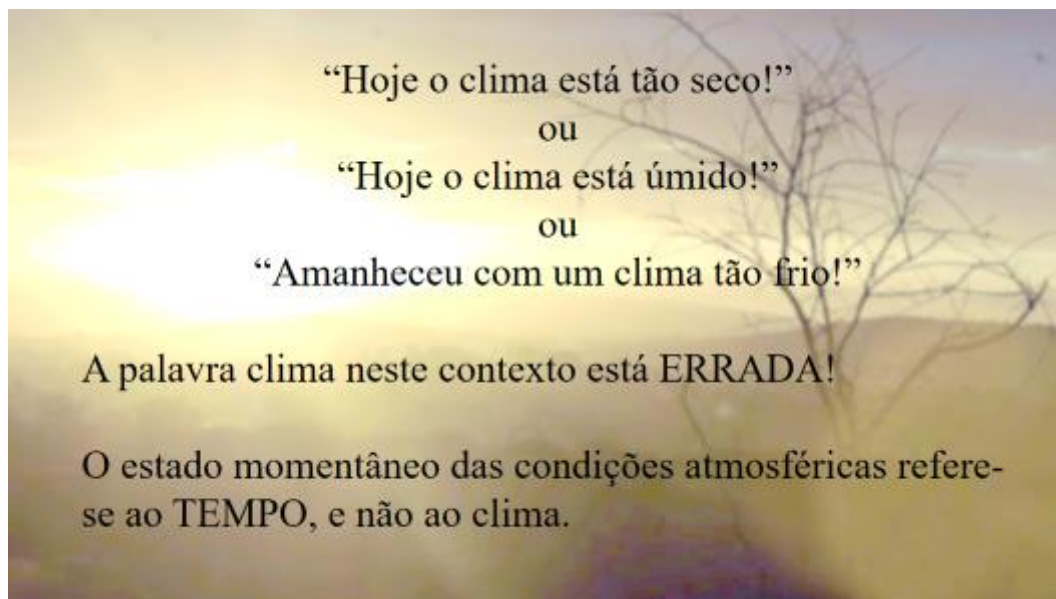 “Hoje o clima está tão seco!”
ou
“Hoje o clima está úmido!”
ou
“Amanheceu com um clima tão frio!”
A palavra clima neste contexto está ERRADA!
O estado momentâneo das condições atmosféricas refere-
se ao TEMPO, e não ao clima.